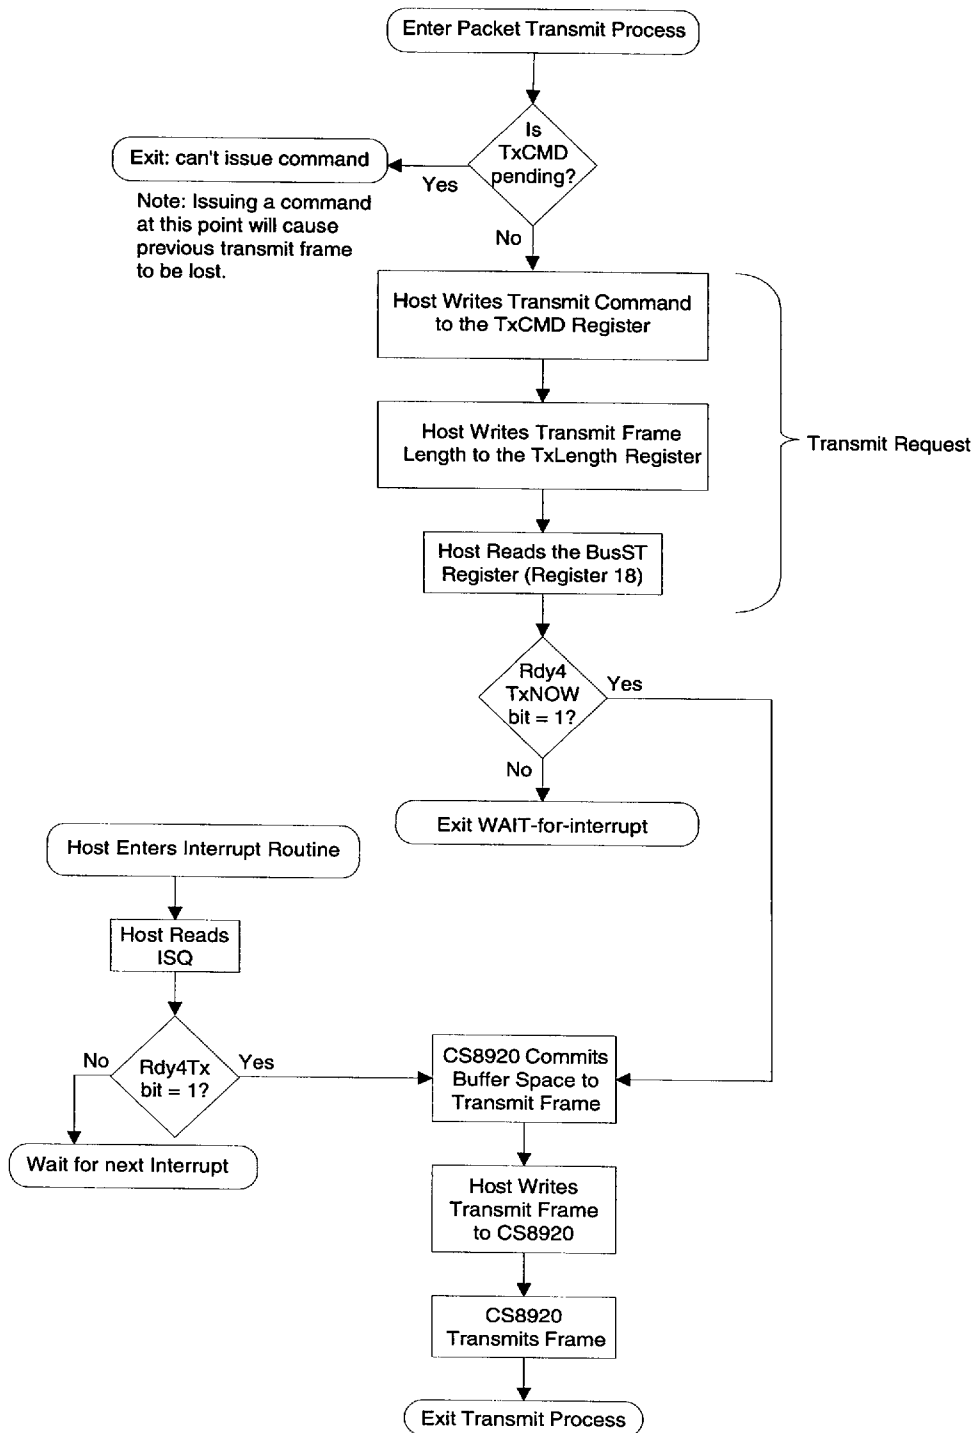 Enter Packet Transmit Process
Is
TxCMD
pending?
Exit: can't issue command
Yes
Note: Issuing a command
at this point will cause
previous transmit frame
to be lost.
No
Host Writes Transmit Command
to the TxCMD Register
Host Writes Transmit Frame
Length to the TxLength Register
Transmit Request
Host Reads the BusST
Register (Register 18)
Rdy4
TxNOW
bit = 1?
Yes
No
Exit WAIT-for-interrupt
Host Enters Interrupt Routine
Host Reads
ISQ
Rdy4Tx
bit = 1?
No
Yes
Wait for next Interrupt
CS8920 Commits
Buffer Space to
Transmit Frame
Host Writes
Transmit Frame
to CS8920
CS8920
Transmits Frame
Exit Transmit Process